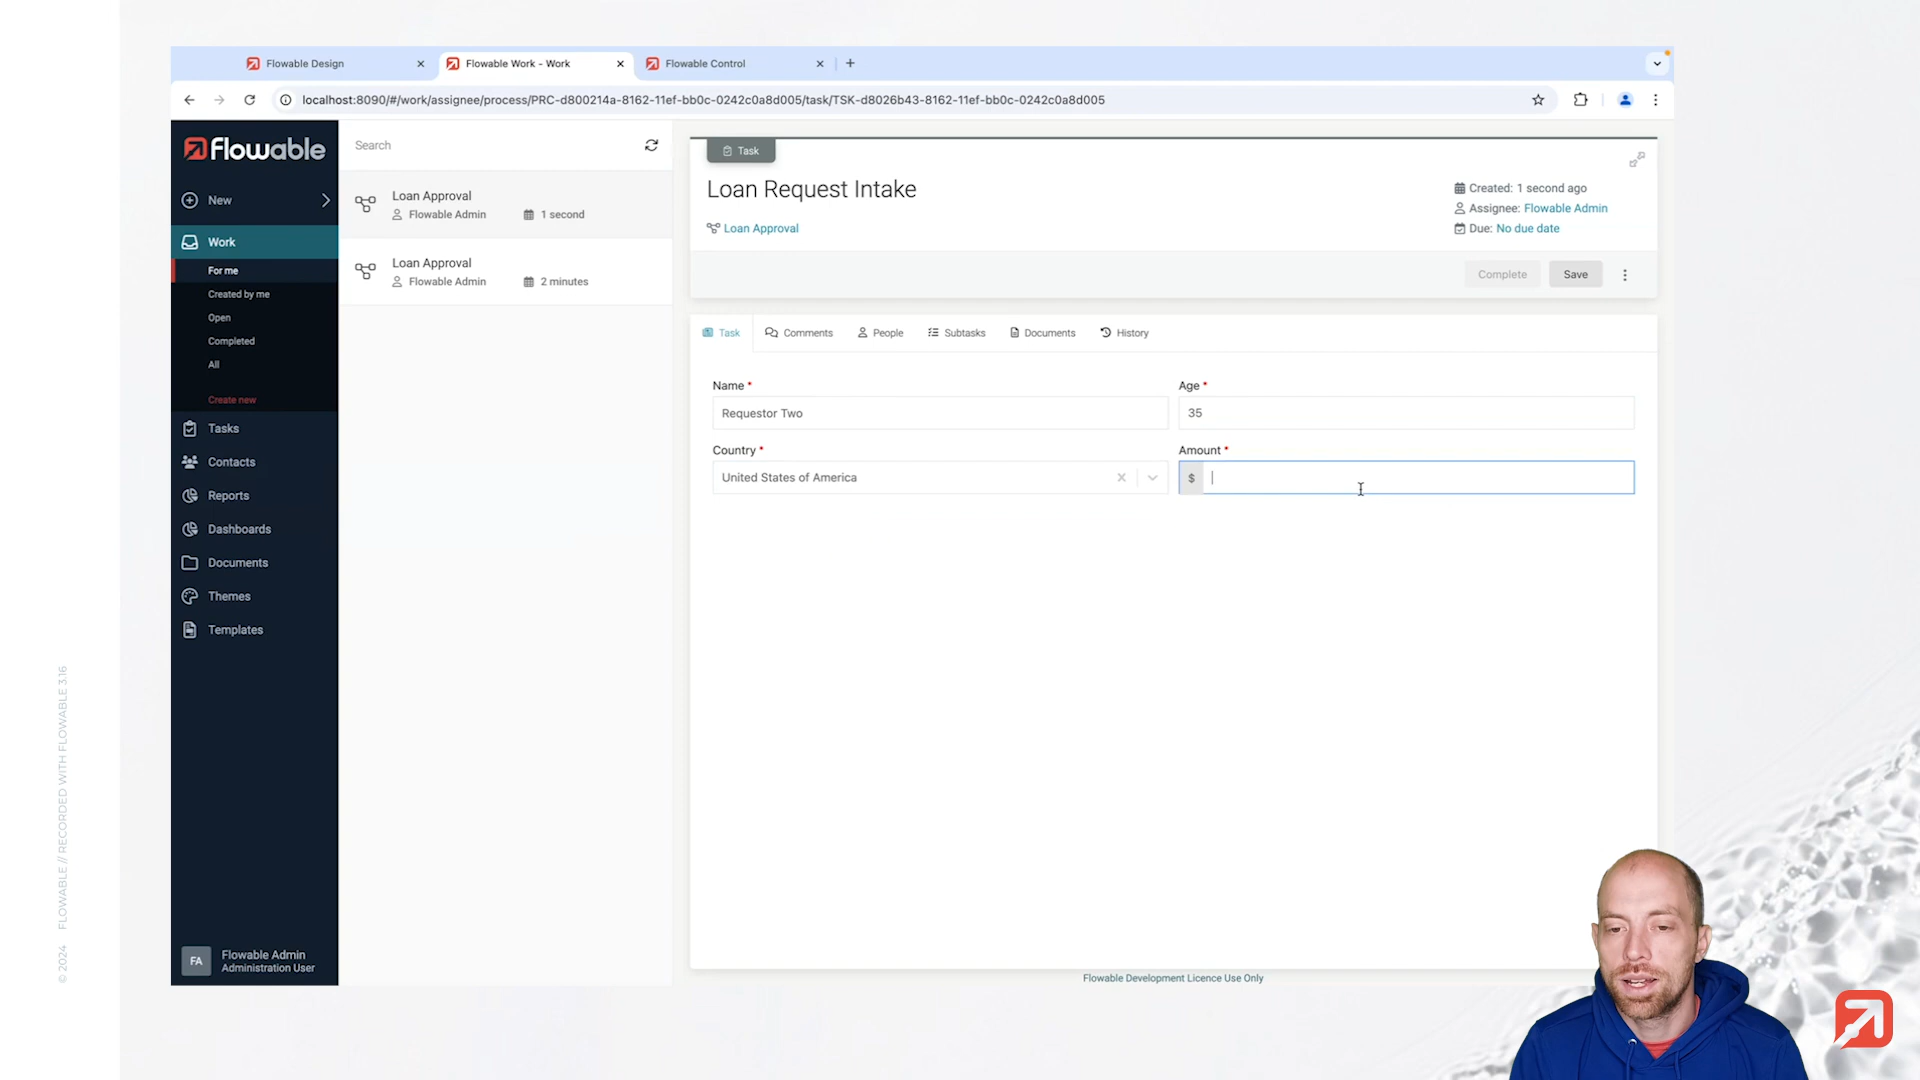 Flowable Design
Flowable Work - Work
Flowable Control
localhost:8090/#/work/assignee/process/PRC-d800214a-8162-11ef-bb0c-0242c0a8d005/task/TSK-d8026b43-8162-11ef-bb0c-0242c0a8d005
Flowable
New
Work
For me
Created by me
Open
Completed
All
Create new
Tasks
Contacts
Reports
Dashboards
Documents
Themes
Templates
FA
Flowable Admin
Administration User
Search
Loan Approval
Flowable Admin 1 second
Loan Approval
Flowable Admin 2 minutes
Task
Loan Request Intake
Loan Approval
Created: 1 second ago
Assignee: Flowable Admin
Due: No due date
Complete Save
Task Comments People Subtasks Documents History
Name * Age *
Requestor Two 35
Country * Amount *
United States of America $
Flowable Development Licence Use Only
© 2024 FLOWABLE // RECORDED WITH FLOWABLE 3.16